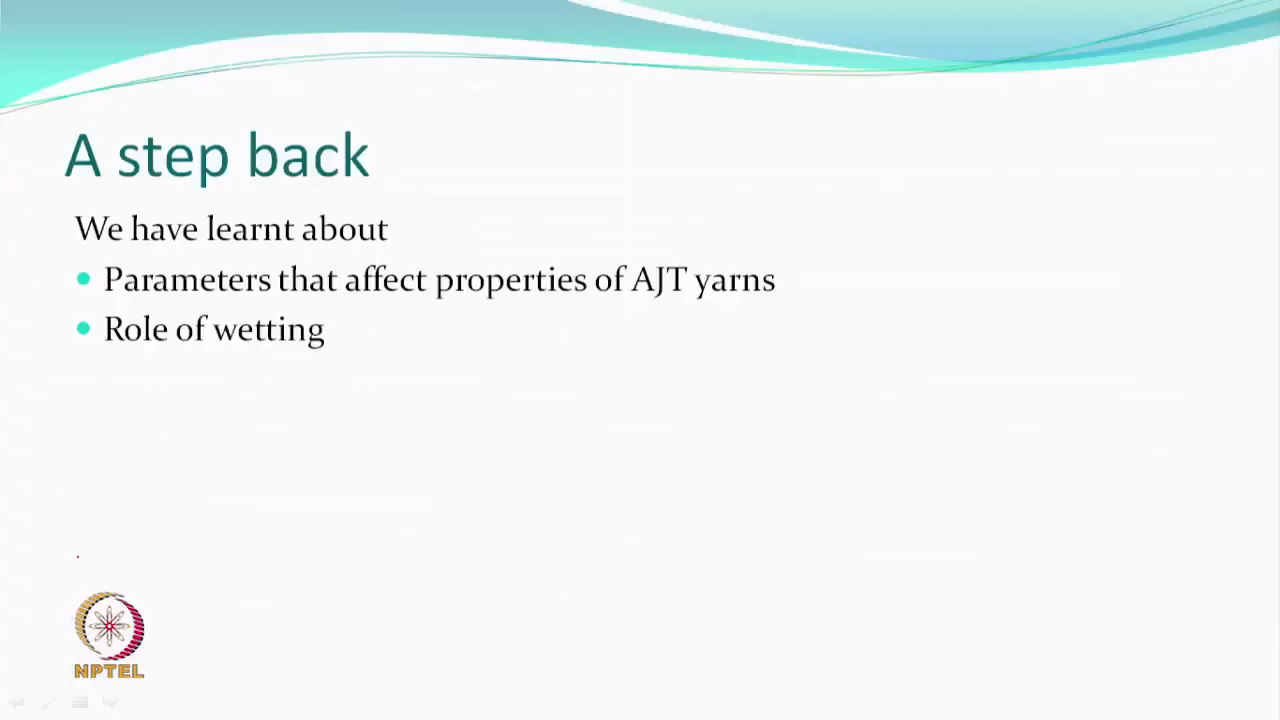 A step back
We have learnt about
Parameters that affect properties of AJT yarns
Role of wetting
NPTEL